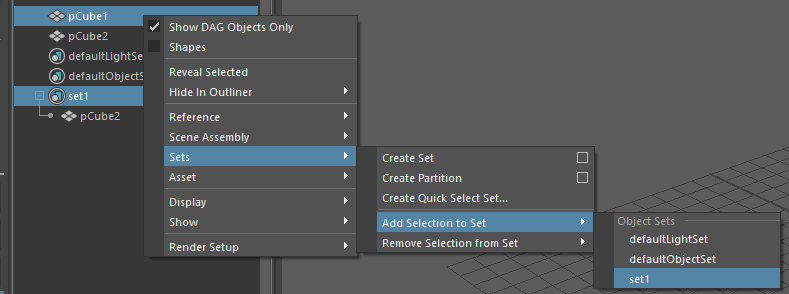 pCube1
pCube2
defaultLightSe
defaultObjectS
set1
pCube2
Show DAG Objects Only
Shapes
Reveal Selected
Hide In Outliner
Reference
Scene Assembly
Sets
Asset
Display
Show
Render Setup
Create Set
Create Partition
Create Quick Select Set...
Add Selection to Set
Remove Selection from Set
Object Sets
defaultLightSet
defaultObjectSet
set1